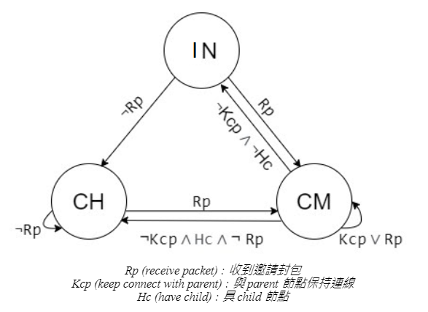 IN
¬Rp
Rp
¬Kcp ∧ ¬Hc
CH
Rp
CM
¬Rp
¬Kcp ∧ Hc ∧ ¬ Rp
Kcp ∨ Rp
Rp (receive packet) : 收到邀請封包
Kcp (keep connect with parent) : 與 parent 節點保持連線
Hc (have child) : 具 child 節點